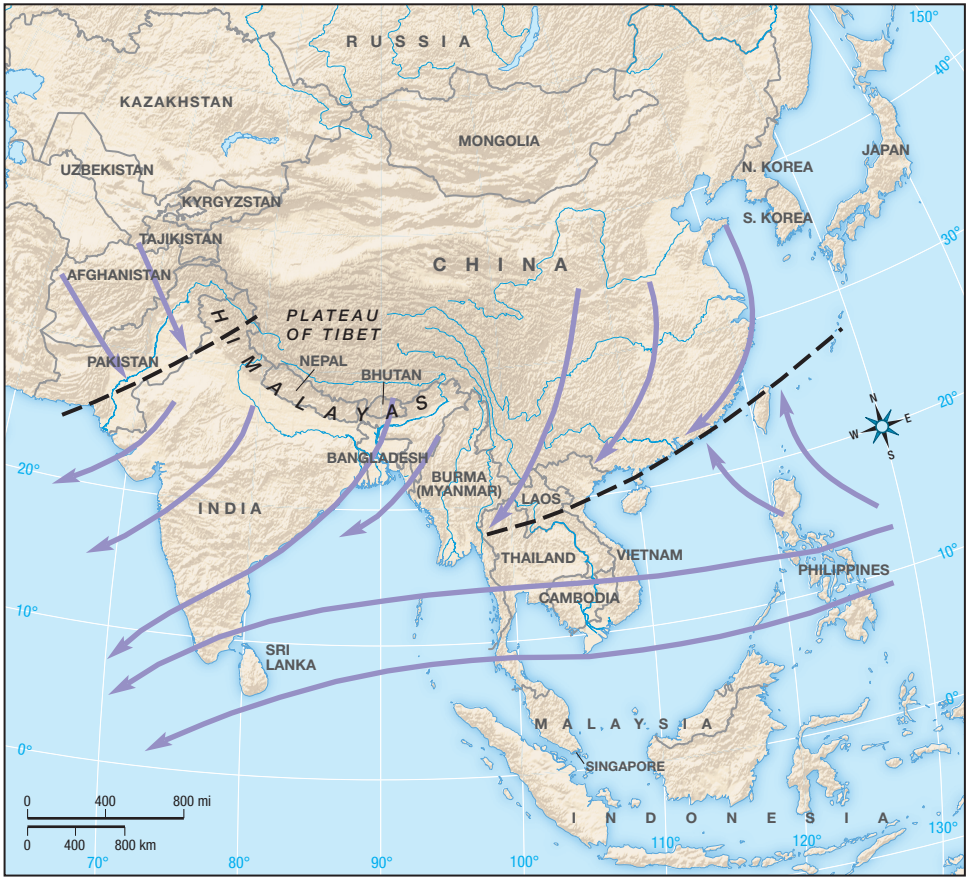 150°
RUSSIA
40°
KAZAKHSTAN
MONGOLIA
JAPAN
UZBEKISTAN
N. KOREA
KYRGYZSTAN
S. KOREA
TAJIKISTAN
30°
AFGHANISTAN
CHINA
PLATEAU
OF TIBET
HIMALAYAS
PAKISTAN
NEPAL
BHUTAN
20°
N
W E
S
BANGLADESH
20°
BURMA
(MYANMAR)
LAOS
INDIA
THAILAND
VIETNAM
10°
PHILIPPINES
CAMBODIA
10°
SRI
LANKA
0°
MALAYSIA
0°
SINGAPORE
0 400 800 mi
INDONESIA
0 400 800 km
70° 80° 90° 100° 110° 120° 130°